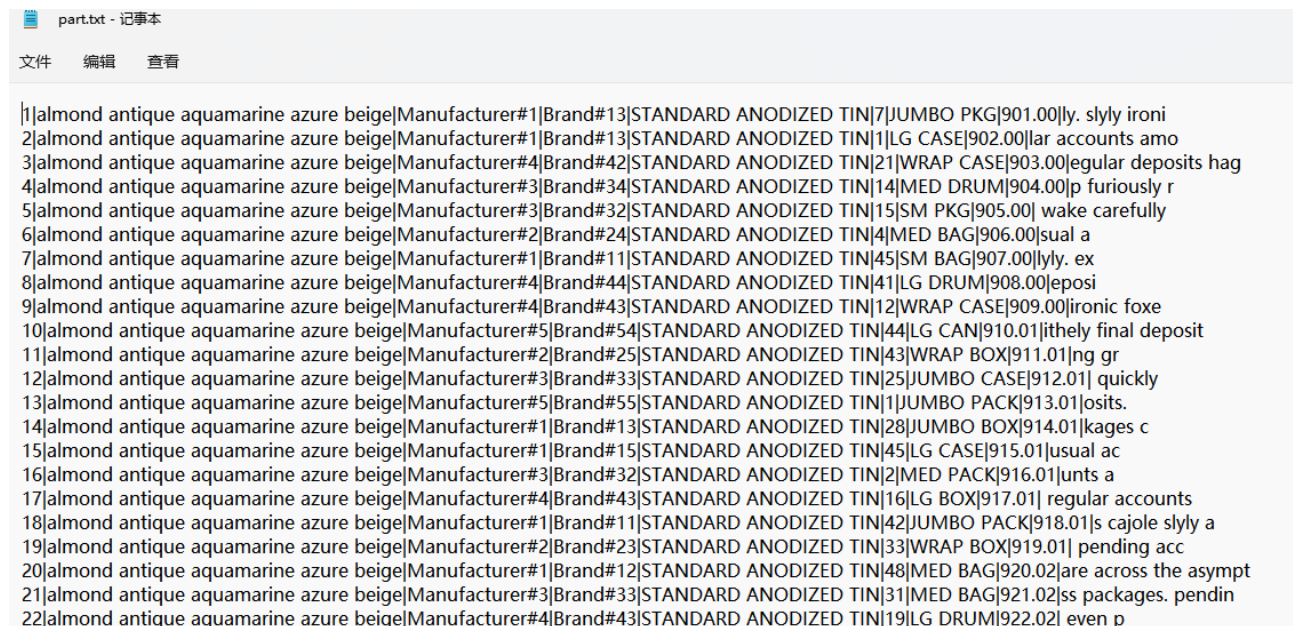 part.txt - 记事本
文件 编辑 查看
1|almond antique aquamarine azure beige|Manufacturer#1|Brand#13|STANDARD ANODIZED TIN|7|JUMBO PKG|901.00|ly. slyly ironi
2|almond antique aquamarine azure beige|Manufacturer#1|Brand#13|STANDARD ANODIZED TIN|1|LG CASE|902.00|lar accounts amo
3|almond antique aquamarine azure beige|Manufacturer#4|Brand#42|STANDARD ANODIZED TIN|21|WRAP CASE|903.00|egular deposits hag
4|almond antique aquamarine azure beige|Manufacturer#3|Brand#34|STANDARD ANODIZED TIN|14|MED DRUM|904.00|p furiously r
5|almond antique aquamarine azure beige|Manufacturer#3|Brand#32|STANDARD ANODIZED TIN|15|SM PKG|905.00| wake carefully
6|almond antique aquamarine azure beige|Manufacturer#2|Brand#24|STANDARD ANODIZED TIN|4|MED BAG|906.00|sual a
7|almond antique aquamarine azure beige|Manufacturer#1|Brand#11|STANDARD ANODIZED TIN|45|SM BAG|907.00|lyly. ex
8|almond antique aquamarine azure beige|Manufacturer#4|Brand#44|STANDARD ANODIZED TIN|41|LG DRUM|908.00|eposi
9|almond antique aquamarine azure beige|Manufacturer#4|Brand#43|STANDARD ANODIZED TIN|12|WRAP CASE|909.00|ironic foxe
10|almond antique aquamarine azure beige|Manufacturer#5|Brand#54|STANDARD ANODIZED TIN|44|LG CAN|910.01|ithely final deposit
11|almond antique aquamarine azure beige|Manufacturer#2|Brand#25|STANDARD ANODIZED TIN|43|WRAP BOX|911.01|ng gr
12|almond antique aquamarine azure beige|Manufacturer#3|Brand#33|STANDARD ANODIZED TIN|25|JUMBO CASE|912.01| quickly
13|almond antique aquamarine azure beige|Manufacturer#5|Brand#55|STANDARD ANODIZED TIN|1|JUMBO PACK|913.01|osits.
14|almond antique aquamarine azure beige|Manufacturer#1|Brand#13|STANDARD ANODIZED TIN|28|JUMBO BOX|914.01|kages c
15|almond antique aquamarine azure beige|Manufacturer#1|Brand#15|STANDARD ANODIZED TIN|45|LG CASE|915.01|usual ac
16|almond antique aquamarine azure beige|Manufacturer#3|Brand#32|STANDARD ANODIZED TIN|2|MED PACK|916.01|unts a
17|almond antique aquamarine azure beige|Manufacturer#4|Brand#43|STANDARD ANODIZED TIN|16|LG BOX|917.01| regular accounts
18|almond antique aquamarine azure beige|Manufacturer#1|Brand#11|STANDARD ANODIZED TIN|42|JUMBO PACK|918.01|s cajole slyly a
19|almond antique aquamarine azure beige|Manufacturer#2|Brand#23|STANDARD ANODIZED TIN|33|WRAP BOX|919.01| pending acc
20|almond antique aquamarine azure beige|Manufacturer#1|Brand#12|STANDARD ANODIZED TIN|48|MED BAG|920.02|are across the asympt
21|almond antique aquamarine azure beige|Manufacturer#3|Brand#33|STANDARD ANODIZED TIN|31|MED BAG|921.02|ss packages. pendin
22|almond antique aquamarine azure beige|Manufacturer#4|Brand#43|STANDARD ANODIZED TIN|19|LG DRUM|922.02| even p